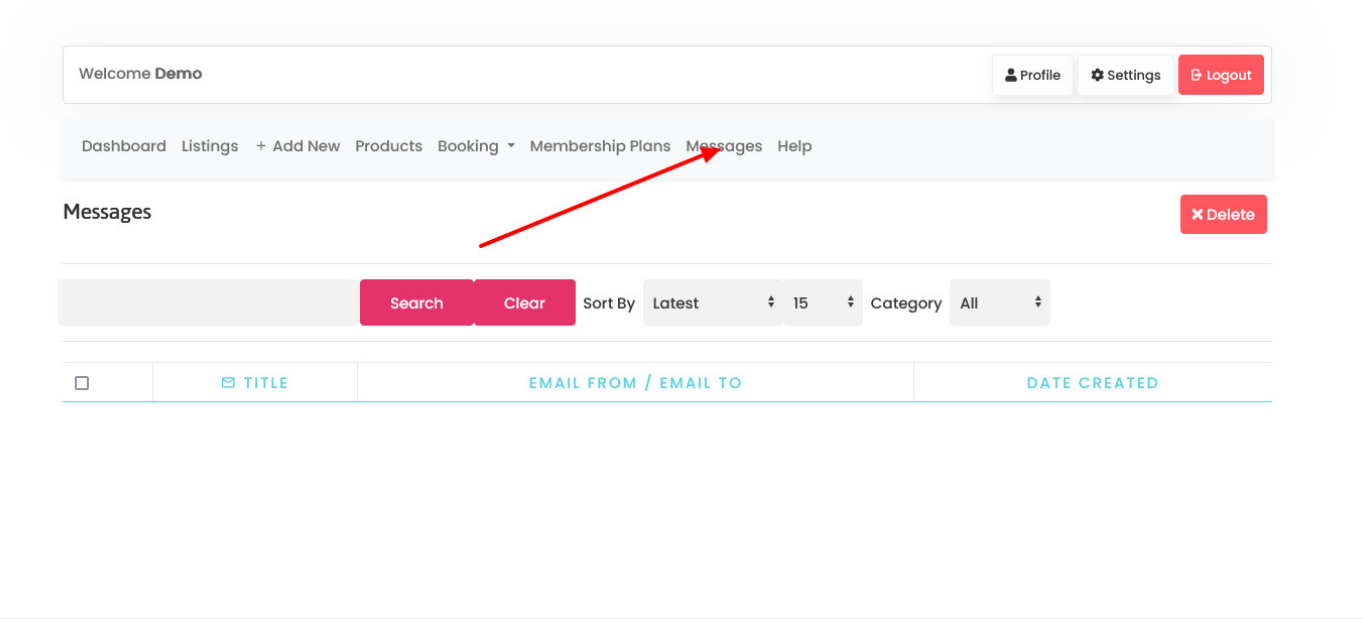 Welcome Demo
Profile Settings Logout
Dashboard Listings + Add New Products Booking Membership Plans Messages Help
Messages
Delete
Search Clear Sort By Latest 15 Category All
TITLE EMAIL FROM / EMAIL TO DATE CREATED